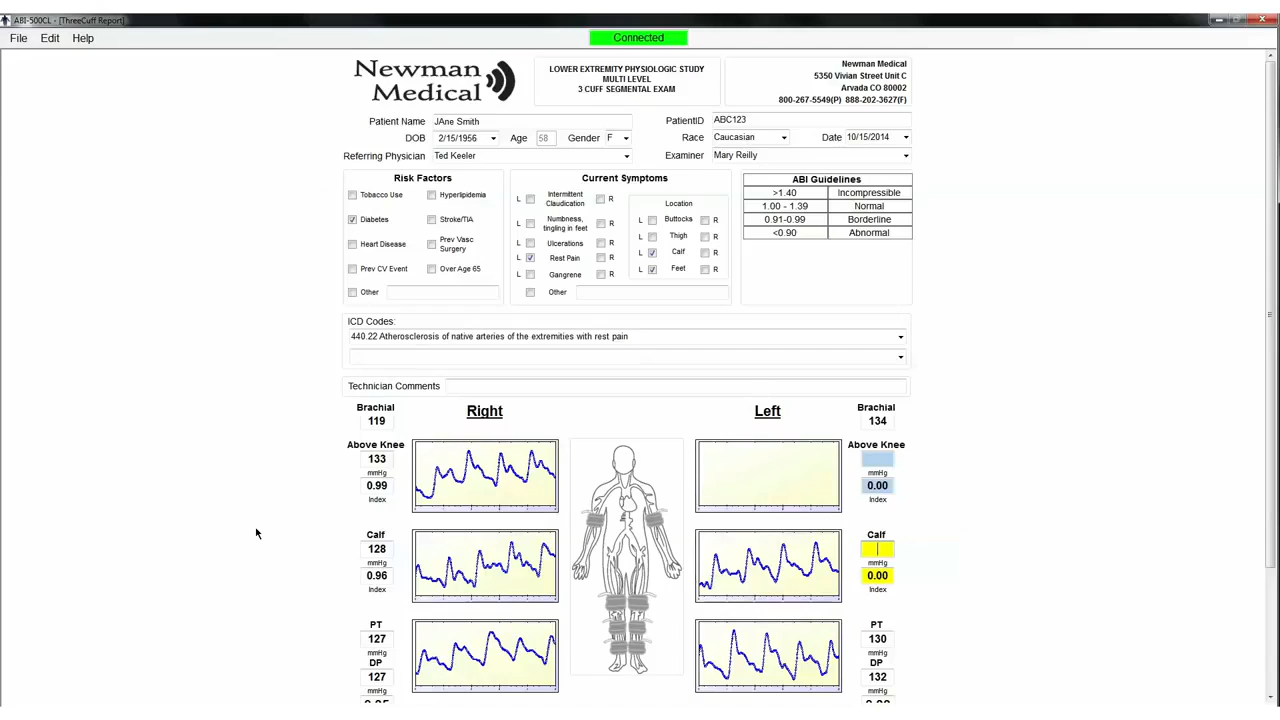 ABI-500CL - [ThreeCuff Report]
File Edit Help
Connected
Newman Medical
LOWER EXTREMITY PHYSIOLOGIC STUDY
MULTI LEVEL
3 CUFF SEGMENTAL EXAM
Newman Medical
5350 Vivian Street Unit C
Arvada CO 80002
800-267-5549(P) 888-202-3627(F)
Patient Name JAne Smith PatientID ABC123
DOB 2/15/1956 Age 58 Gender F Race Caucasian Date 10/15/2014
Referring Physician Ted Keeler Examiner Mary Reilly
Risk Factors
Tobacco Use Hyperlipidemia
Diabetes Stroke/TIA
Heart Disease Prev Vasc Surgery
Prev CV Event Over Age 65
Other
Current Symptoms
L Intermittent Claudication R
L Numbness, tingling in feet R
L Ulcerations R
L Rest Pain R
L Gangrene R
Other
Location
L Buttocks R
L Thigh R
L Calf R
L Feet R
ABI Guidelines
>1.40 Incompressible
1.00 - 1.39 Normal
0.91-0.99 Borderline
<0.90 Abnormal
ICD Codes:
440.22 Atherosclerosis of native arteries of the extremities with rest pain
Technician Comments
Brachial
119
Right
Left
Brachial
134
Above Knee
133
mmHg
0.99
Index
Above Knee
mmHg
0.00
Index
Calf
128
mmHg
0.96
Index
Calf
mmHg
0.00
Index
PT
127
mmHg
DP
127
mmHg
PT
130
mmHg
DP
132
mmHg